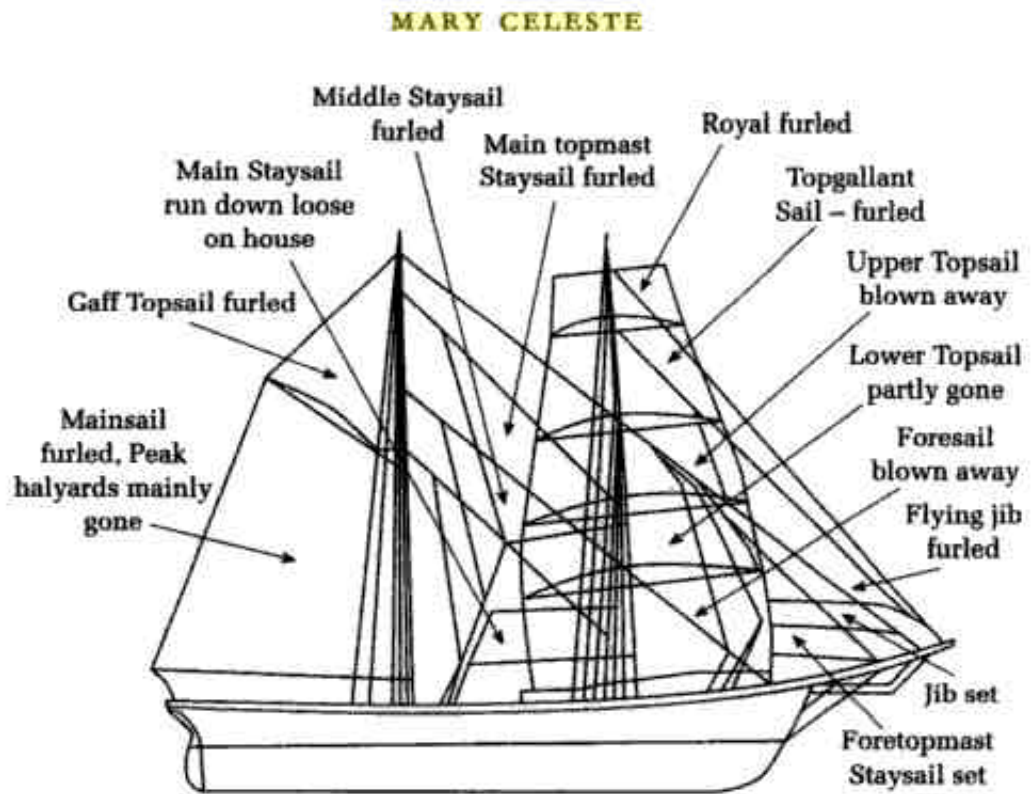 MARY CELESTE
Middle Staysail
furled
Main topmast
Staysail furled
Royal furled
Main Staysail
run down loose
on house
Topgallant
Sail – furled
Gaff Topsail furled
Upper Topsail
blown away
Lower Topsail
partly gone
Mainsail
furled, Peak
halyards mainly
gone
Foresail
blown away
Flying jib
furled
Jib set
Foretopmast
Staysail set